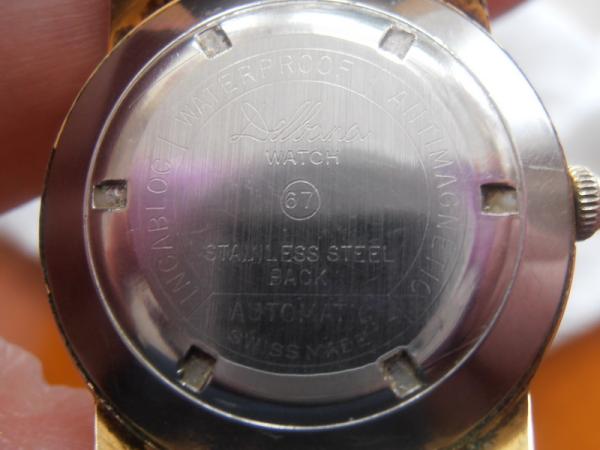 INCABLOC / WATERPROOF / ANTIMAGNETIC
Delbana
WATCH
67
STAINLESS STEEL
BACK
AUTOMATIC
SWISS MADE